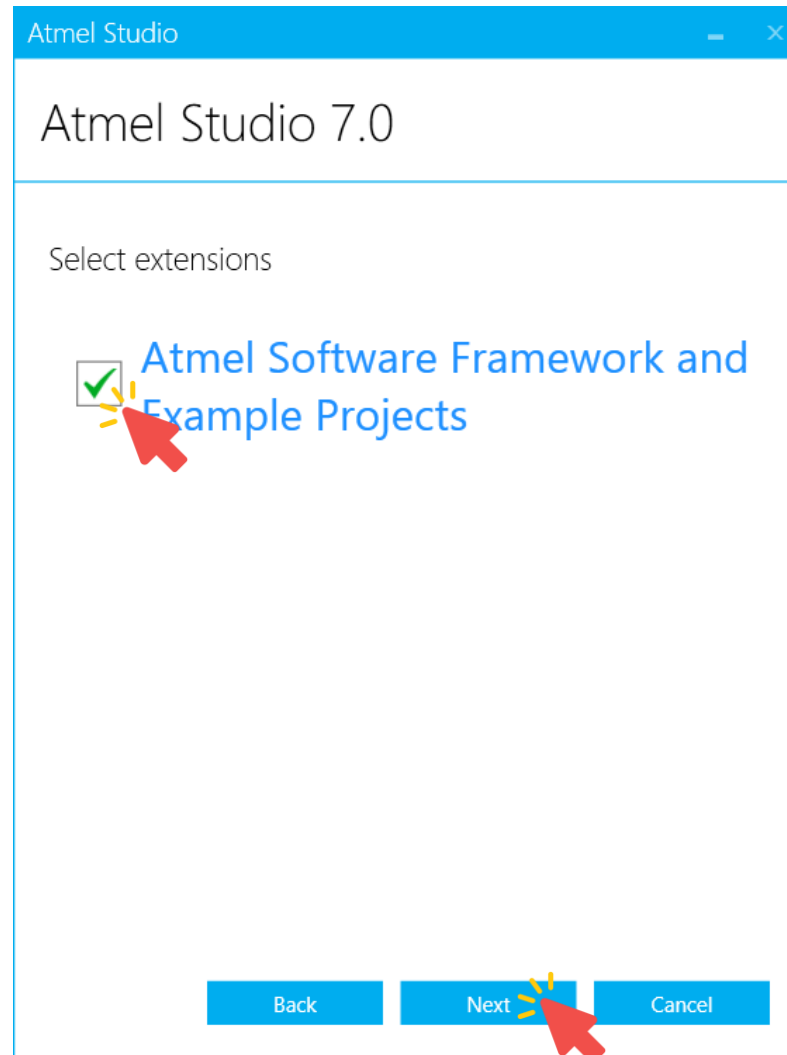 Atmel Studio
Atmel Studio 7.0
Select extensions
Atmel Software Framework and
Example Projects
Back Next Cancel